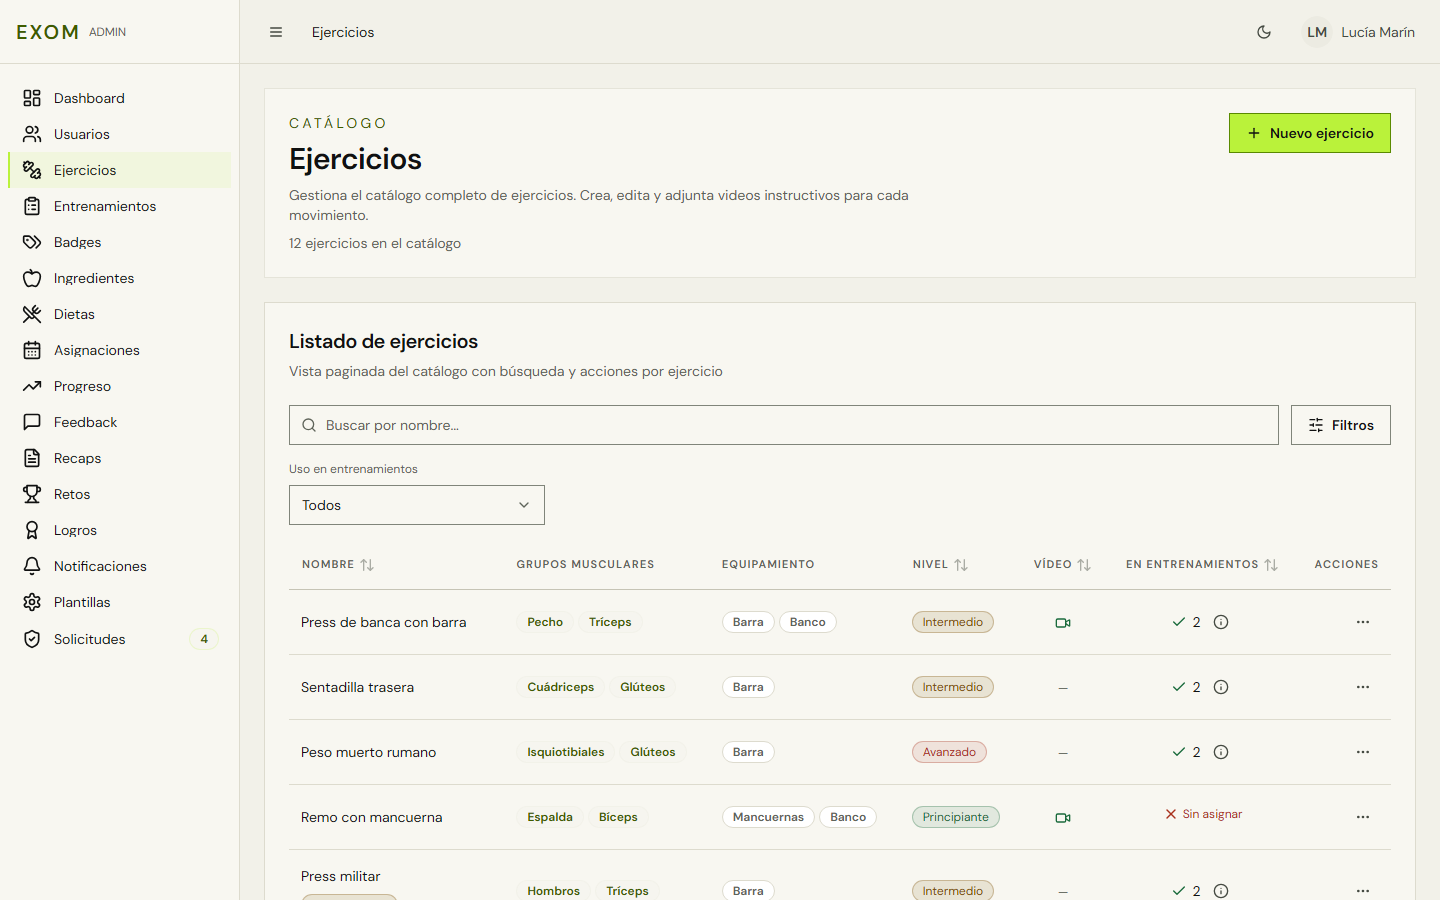 EXOM ADMIN
Ejercicios
LM Lucía Marín
Dashboard
Usuarios
Ejercicios
Entrenamientos
Badges
Ingredientes
Dietas
Asignaciones
Progreso
Feedback
Recaps
Retos
Logros
Notificaciones
Plantillas
Solicitudes 4
CATÁLOGO
Ejercicios
Gestiona el catálogo completo de ejercicios. Crea, edita y adjunta videos instructivos para cada
movimiento.
12 ejercicios en el catálogo
Nuevo ejercicio
Listado de ejercicios
Vista paginada del catálogo con búsqueda y acciones por ejercicio
Buscar por nombre...
Filtros
Uso en entrenamientos
Todos
NOMBRE GRUPOS MUSCULARES EQUIPAMIENTO NIVEL VÍDEO EN ENTRENAMIENTOS ACCIONES
Press de banca con barra Pecho Tríceps Barra Banco Intermedio 2
Sentadilla trasera Cuádriceps Glúteos Barra Intermedio — 2
Peso muerto rumano Isquiotibiales Glúteos Barra Avanzado — 2
Remo con mancuerna Espalda Bíceps Mancuernas Banco Principiante Sin asignar
Press militar Hombros Tríceps Barra Intermedio — 2